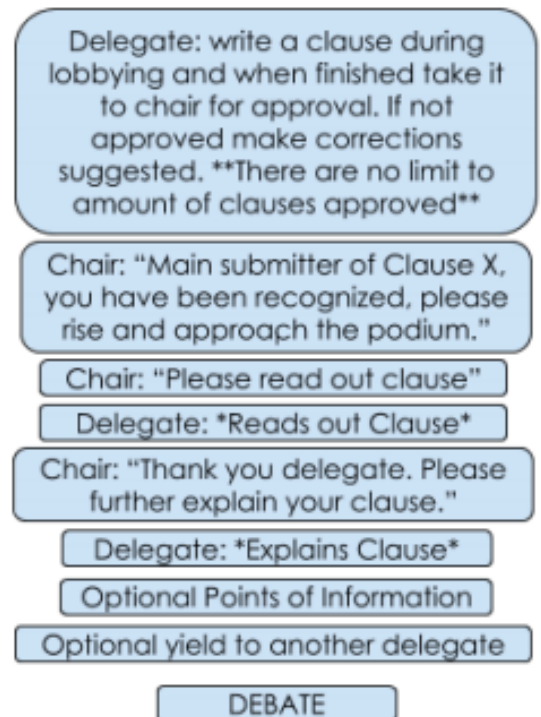 Delegate: write a clause during
lobbying and when finished take it
to chair for approval. If not
approved make corrections
suggested. **There are no limit to
amount of clauses approved**
Chair: “Main submitter of Clause X,
you have been recognized, please
rise and approach the podium.”
Chair: “Please read out clause”
Delegate: *Reads out Clause*
Chair: “Thank you delegate. Please
further explain your clause.”
Delegate: *Explains Clause*
Optional Points of Information
Optional yield to another delegate
DEBATE